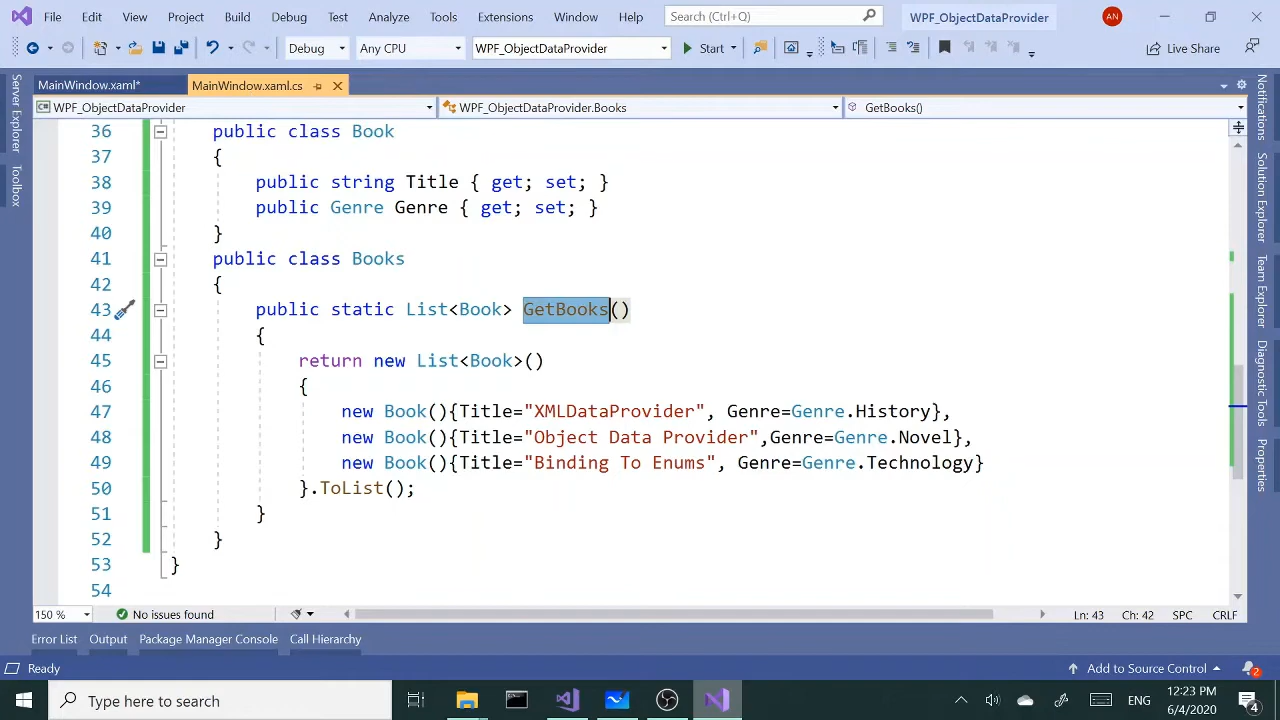 File Edit View Project Build Debug Test Analyze Tools Extensions Window Help Search (Ctrl+Q) WPF_ObjectDataProvider AN
Debug Any CPU WPF_ObjectDataProvider Start Live Share
MainWindow.xaml* MainWindow.xaml.cs
WPF_ObjectDataProvider WPF_ObjectDataProvider.Books GetBooks()
Server Explorer
Toolbox
36 public class Book
37 {
38 public string Title { get; set; }
39 public Genre Genre { get; set; }
40 }
41 public class Books
42 {
43 public static List<Book> GetBooks()
44 {
45 return new List<Book>()
46 {
47 new Book(){Title="XMLDataProvider", Genre=Genre.History},
48 new Book(){Title="Object Data Provider",Genre=Genre.Novel},
49 new Book(){Title="Binding To Enums", Genre=Genre.Technology}
50 }.ToList();
51 }
52 }
53 }
54
Notifications
Solution Explorer
Team Explorer
Diagnostic Tools
Properties
150 % No issues found Ln: 43 Ch: 42 SPC CRLF
Error List Output Package Manager Console Call Hierarchy
Ready Add to Source Control 2
Type here to search ENG 12:23 PM
6/4/2020 4